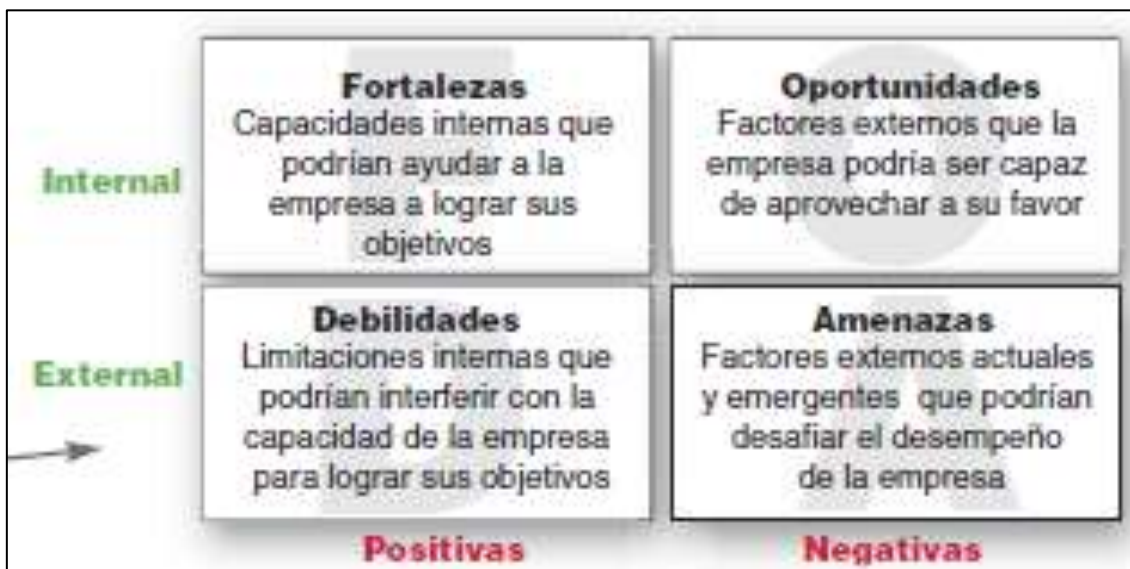 Fortalezas
Capacidades internas que
podrían ayudar a la
empresa a lograr sus
objetivos
Oportunidades
Factores externos que la
empresa podría ser capaz
de aprovechar a su favor
Internal
Debilidades
Limitaciones internas que
podrían interferir con la
capacidad de la empresa
para lograr sus objetivos
Amenazas
Factores externos actuales
y emergentes que podrían
desafiar el desempeño
de la empresa
External
Positivas
Negativas